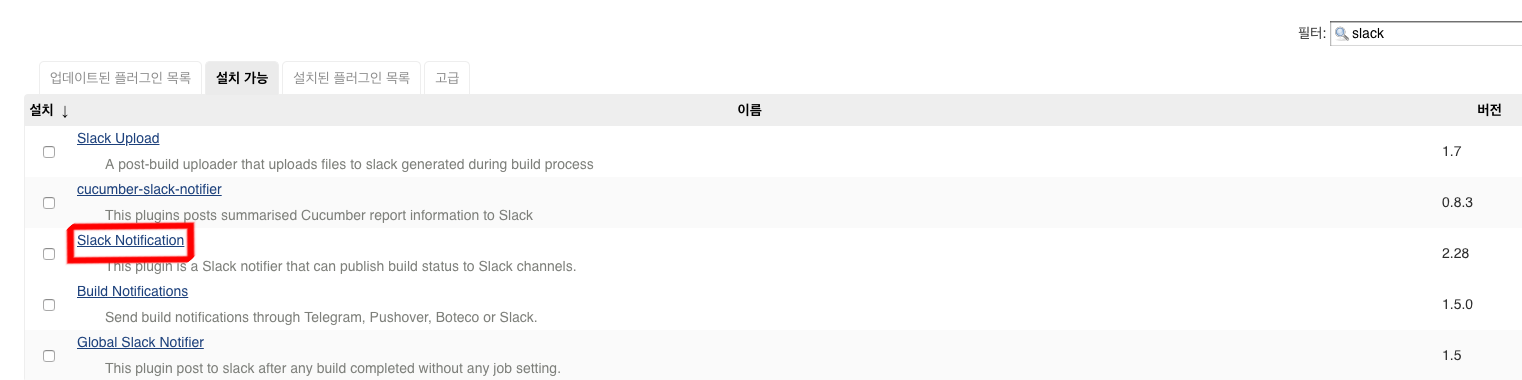 필터: slack
업데이트된 플러그인 목록 설치 가능 설치된 플러그인 목록 고급
설치 ↓ 이름 버전
Slack Upload
A post-build uploader that uploads files to slack generated during build process
1.7
cucumber-slack-notifier
This plugins posts summarised Cucumber report information to Slack
0.8.3
Slack Notification
This plugin is a Slack notifier that can publish build status to Slack channels.
2.28
Build Notifications
Send build notifications through Telegram, Pushover, Boteco or Slack.
1.5.0
Global Slack Notifier
This plugin post to slack after any build completed without any job setting.
1.5